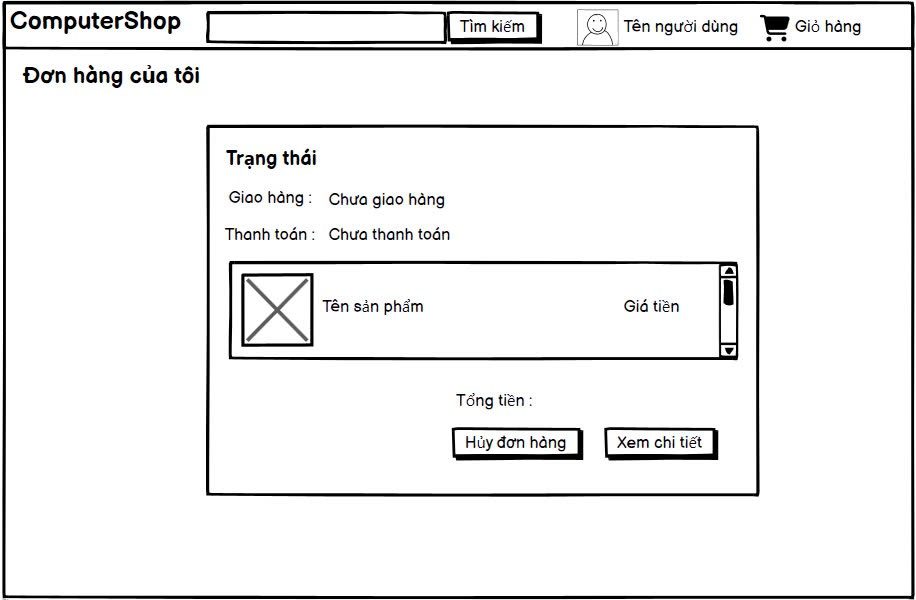 ComputerShop Tìm kiếm Tên người dùng Giỏ hàng
Đơn hàng của tôi
Trạng thái
Giao hàng : Chưa giao hàng
Thanh toán : Chưa thanh toán
Tên sản phẩm Giá tiền
Tổng tiền :
Hủy đơn hàng Xem chi tiết